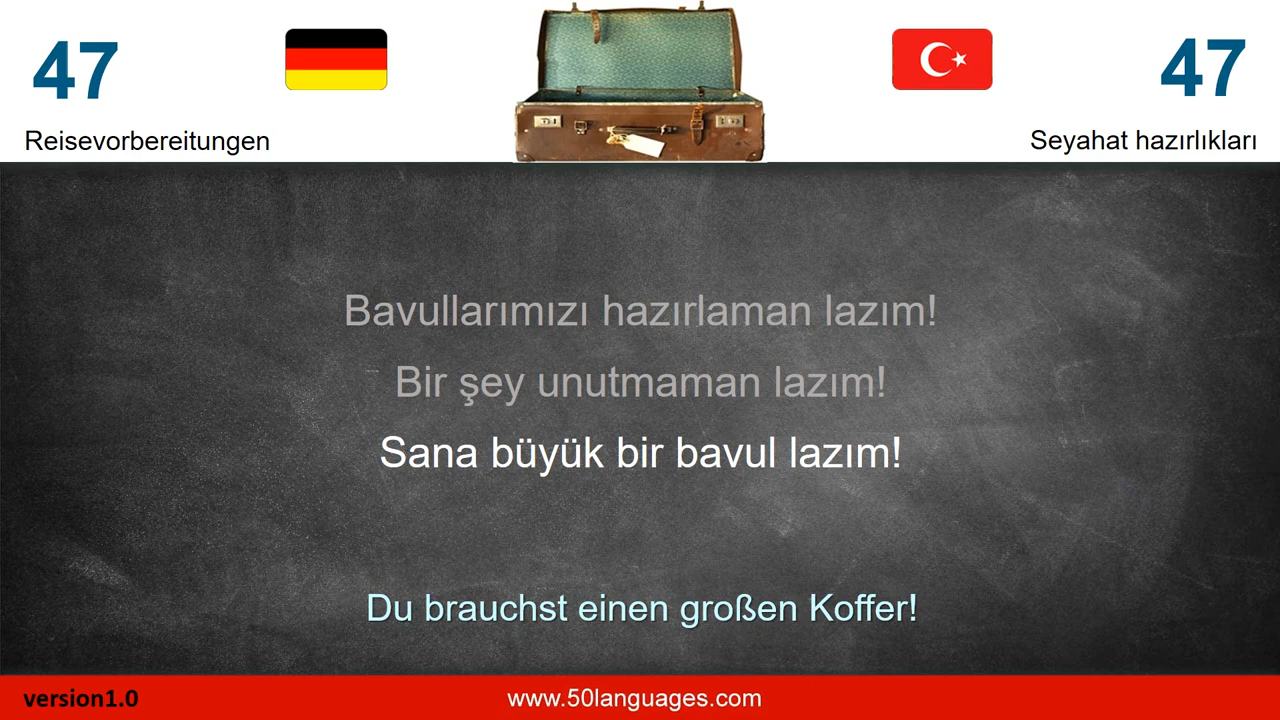 47
47
Reisevorbereitungen
Seyahat hazırlıkları
Bavullarımızı hazırlaman lazım!
Bir şey unutmaman lazım!
Sana büyük bir bavul lazım!
Du brauchst einen großen Koffer!
version1.0
www.50languages.com